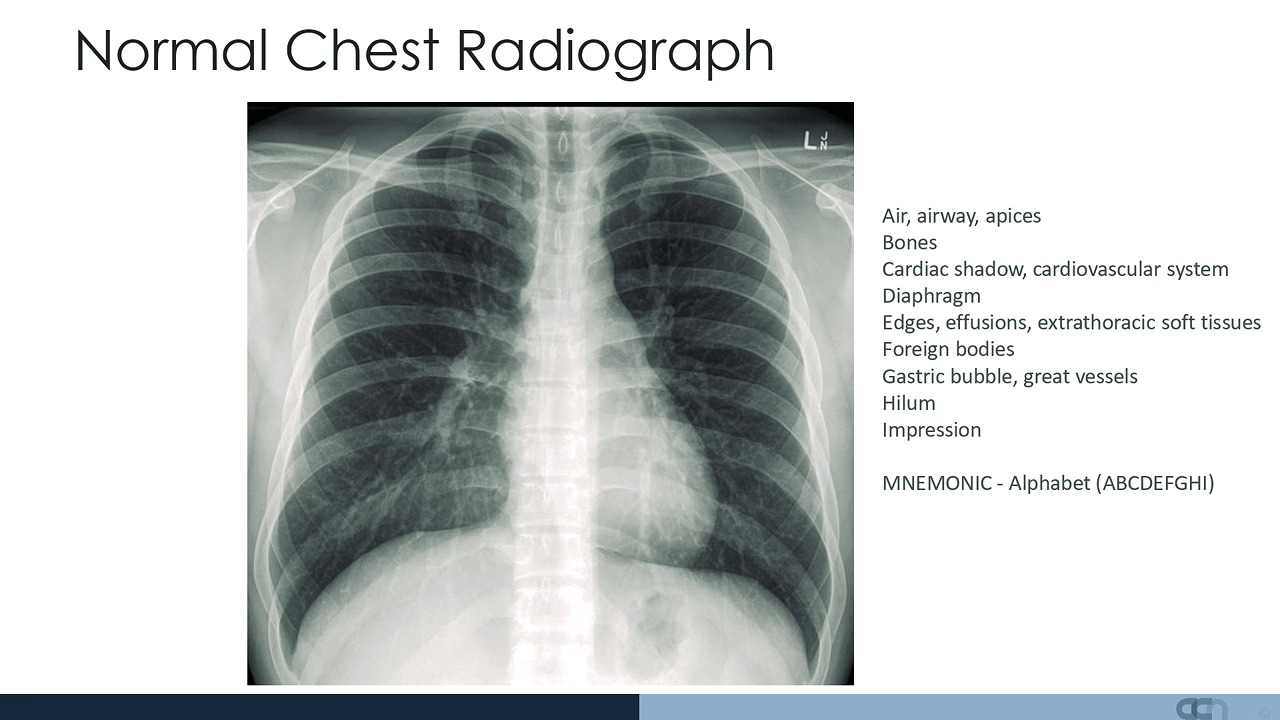 Normal Chest Radiograph
L J
N
Air, airway, apices
Bones
Cardiac shadow, cardiovascular system
Diaphragm
Edges, effusions, extrathoracic soft tissues
Foreign bodies
Gastric bubble, great vessels
Hilum
Impression
MNEMONIC - Alphabet (ABCDEFGHI)